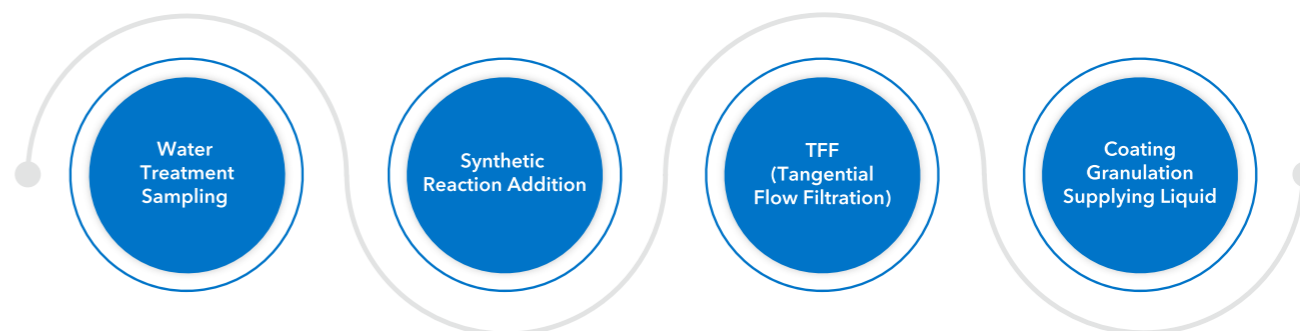 Water
Treatment
Sampling
Synthetic
Reaction Addition
TFF
(Tangential
Flow Filtration)
Coating
Granulation
Supplying Liquid